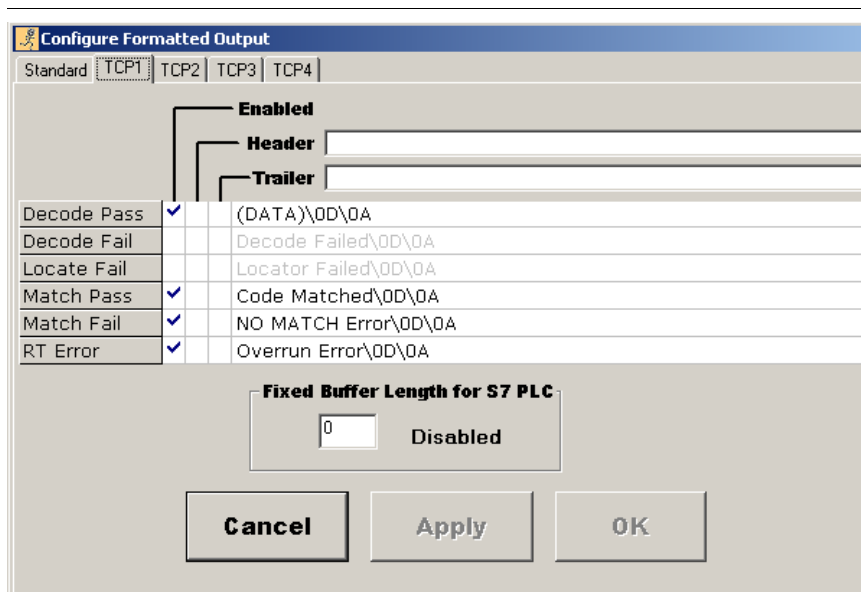 Configure Formatted Output
Standard TCP1 TCP2 TCP3 TCP4
Enabled
Header
Trailer
Decode Pass (DATA)\0D\0A
Decode Fail Decode Failed\0D\0A
Locate Fail Locator Failed\0D\0A
Match Pass Code Matched\0D\0A
Match Fail NO MATCH Error\0D\0A
RT Error Overrun Error\0D\0A
Fixed Buffer Length for S7 PLC
0 Disabled
Cancel Apply OK